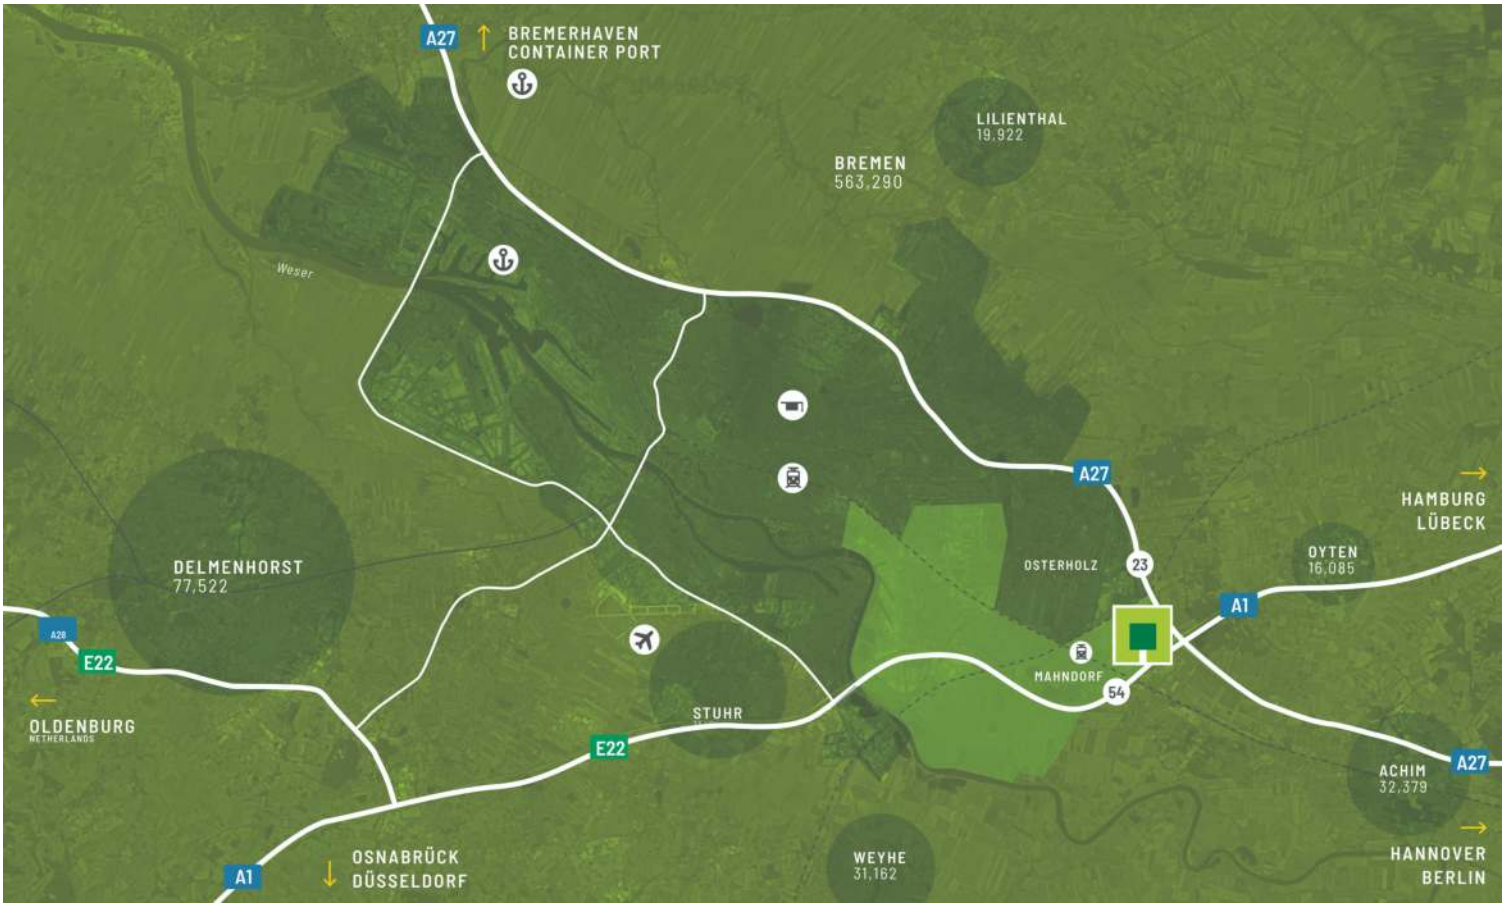 A27
BREMERHAVEN
CONTAINER PORT
LILIENTHAL
19,922
BREMEN
563,290
Weser
A27
HAMBURG
LÜBECK
OYTEN
16,085
OSTERHOLZ
23
DELMENHORST
77,522
A1
A28
E22
MAHNDORF
54
OLDENBURG
NETHERLANDS
STUHR
E22
A27
ACHIM
32,379
HANNOVER
BERLIN
WEYHE
31,162
OSNABRÜCK
DÜSSELDORF
A1